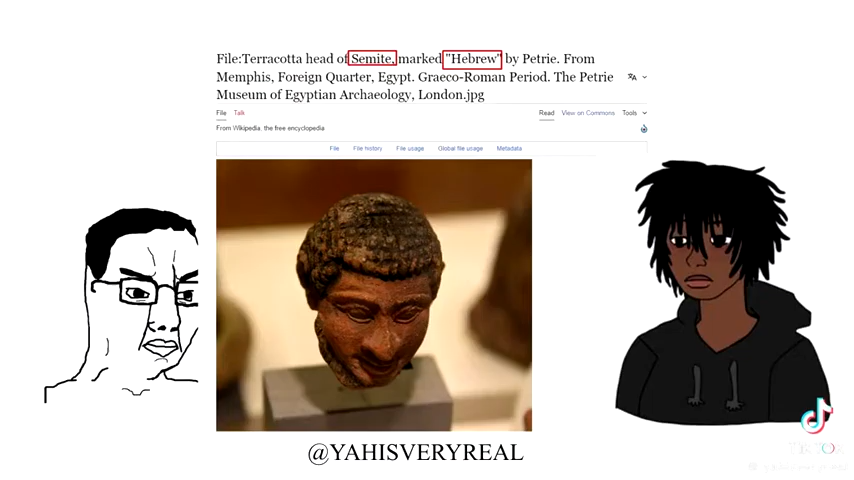 File:Terracotta head of Semite, marked "Hebrew" by Petrie. From
Memphis, Foreign Quarter, Egypt. Graeco-Roman Period. The Petrie
Museum of Egyptian Archaeology, London.jpg
File Talk Read View on Commons Tools
From Wikipedia, the free encyclopedia
File File history File usage Global file usage Metadata
@YAHISVERYREAL